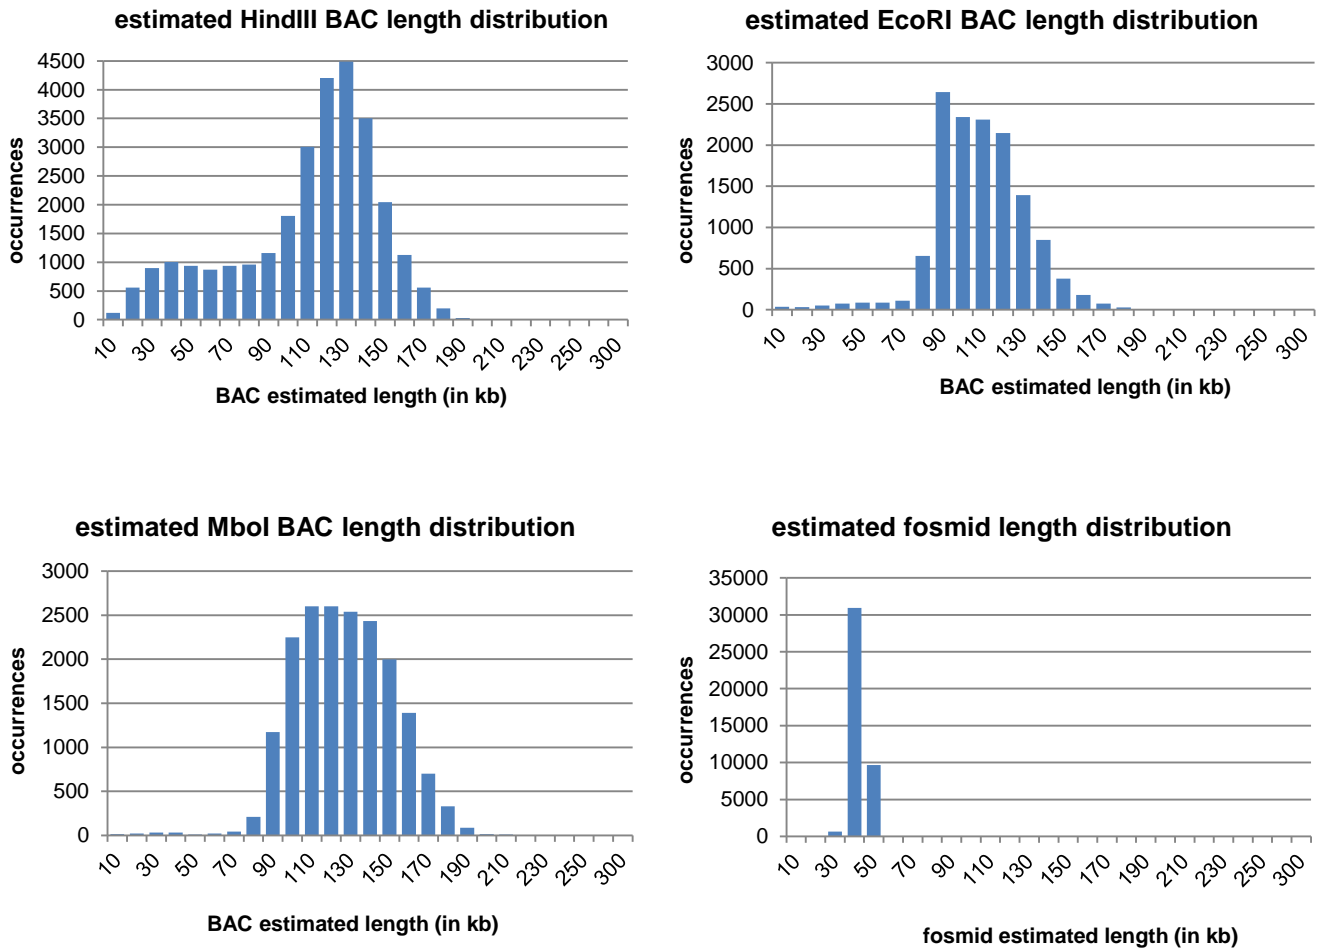 estimated HindIII BAC length distribution
4500
4000
3500
3000
2500
2000
1500
1000
500
0
occurrences
10 30 50 70 90 110 130 150 170 190 210 230 250 300
BAC estimated length (in kb)
estimated EcoRI BAC length distribution
3000
2500
2000
1500
1000
500
0
occurrences
10 30 50 70 90 110 130 150 170 190 210 230 250 300
BAC estimated length (in kb)
estimated MboI BAC length distribution
3000
2500
2000
1500
1000
500
0
occurrences
10 30 50 70 90 110 130 150 170 190 210 230 250 300
BAC estimated length (in kb)
estimated fosmid length distribution
35000
30000
25000
20000
15000
10000
5000
0
occurrences
10 30 50 70 90 110 130 150 170 190 210 230 250 300
fosmid estimated length (in kb)